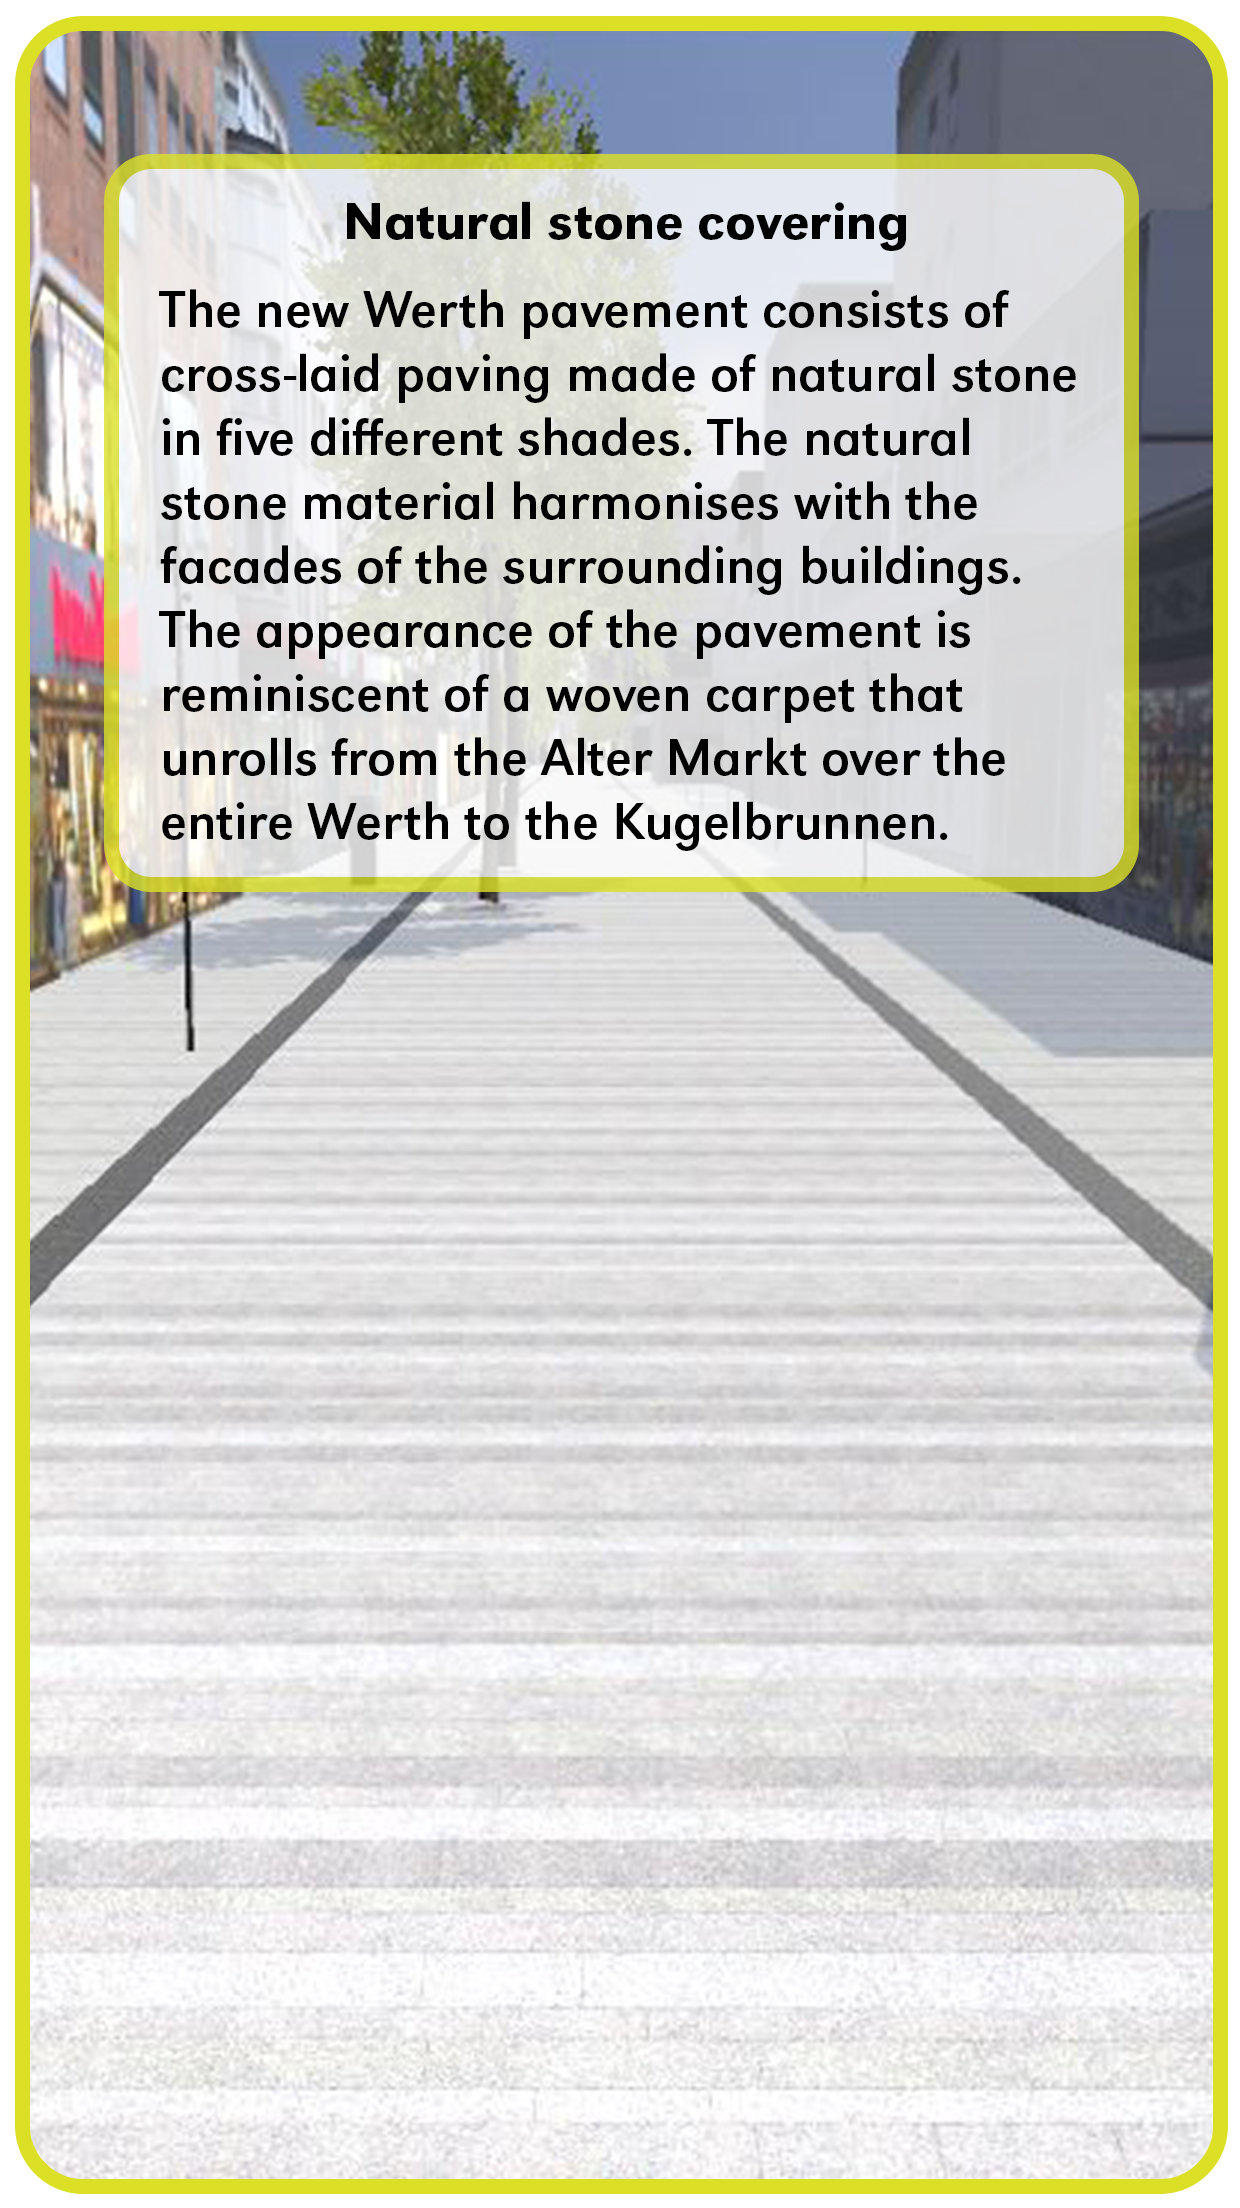 Natural stone covering
The new Werth pavement consists of
cross-laid paving made of natural stone
in five different shades. The natural
stone material harmonises with the
facades of the surrounding buildings.
The appearance of the pavement is
reminiscent of a woven carpet that
unrolls from the Alter Markt over the
entire Werth to the Kugelbrunnen.